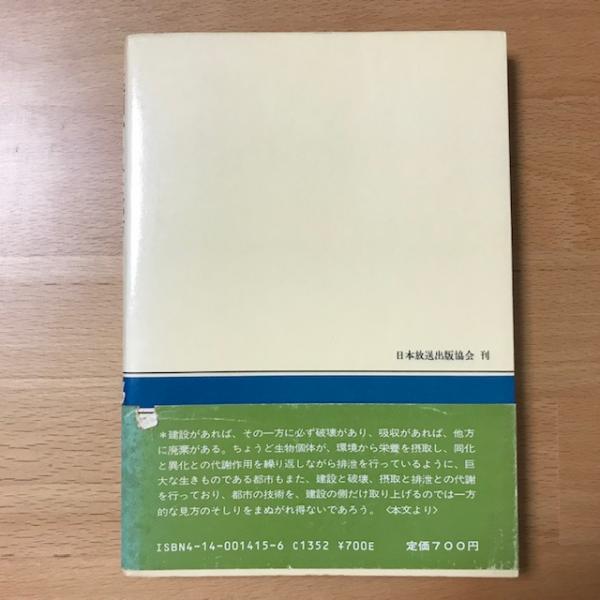 日本放送出版協会 刊
*建設があれば、その一方に必ず破壊があり、吸収があれば、他方
に廃棄がある。ちょうど生物個体が、環境から栄養を摂取し、同化
と異化との代謝作用を繰り返しながら排泄を行っているように、巨
大な生きものである都市もまた、建設と破壊、摂取と排泄との代謝
を行っており、都市の技術を、建設の側だけ取り上げるのでは一方
的な見方のそしりをまぬがれ得ないであろう。〈本文より〉
ISBN4-14-001415-6 C1352 ¥700E 定価700円